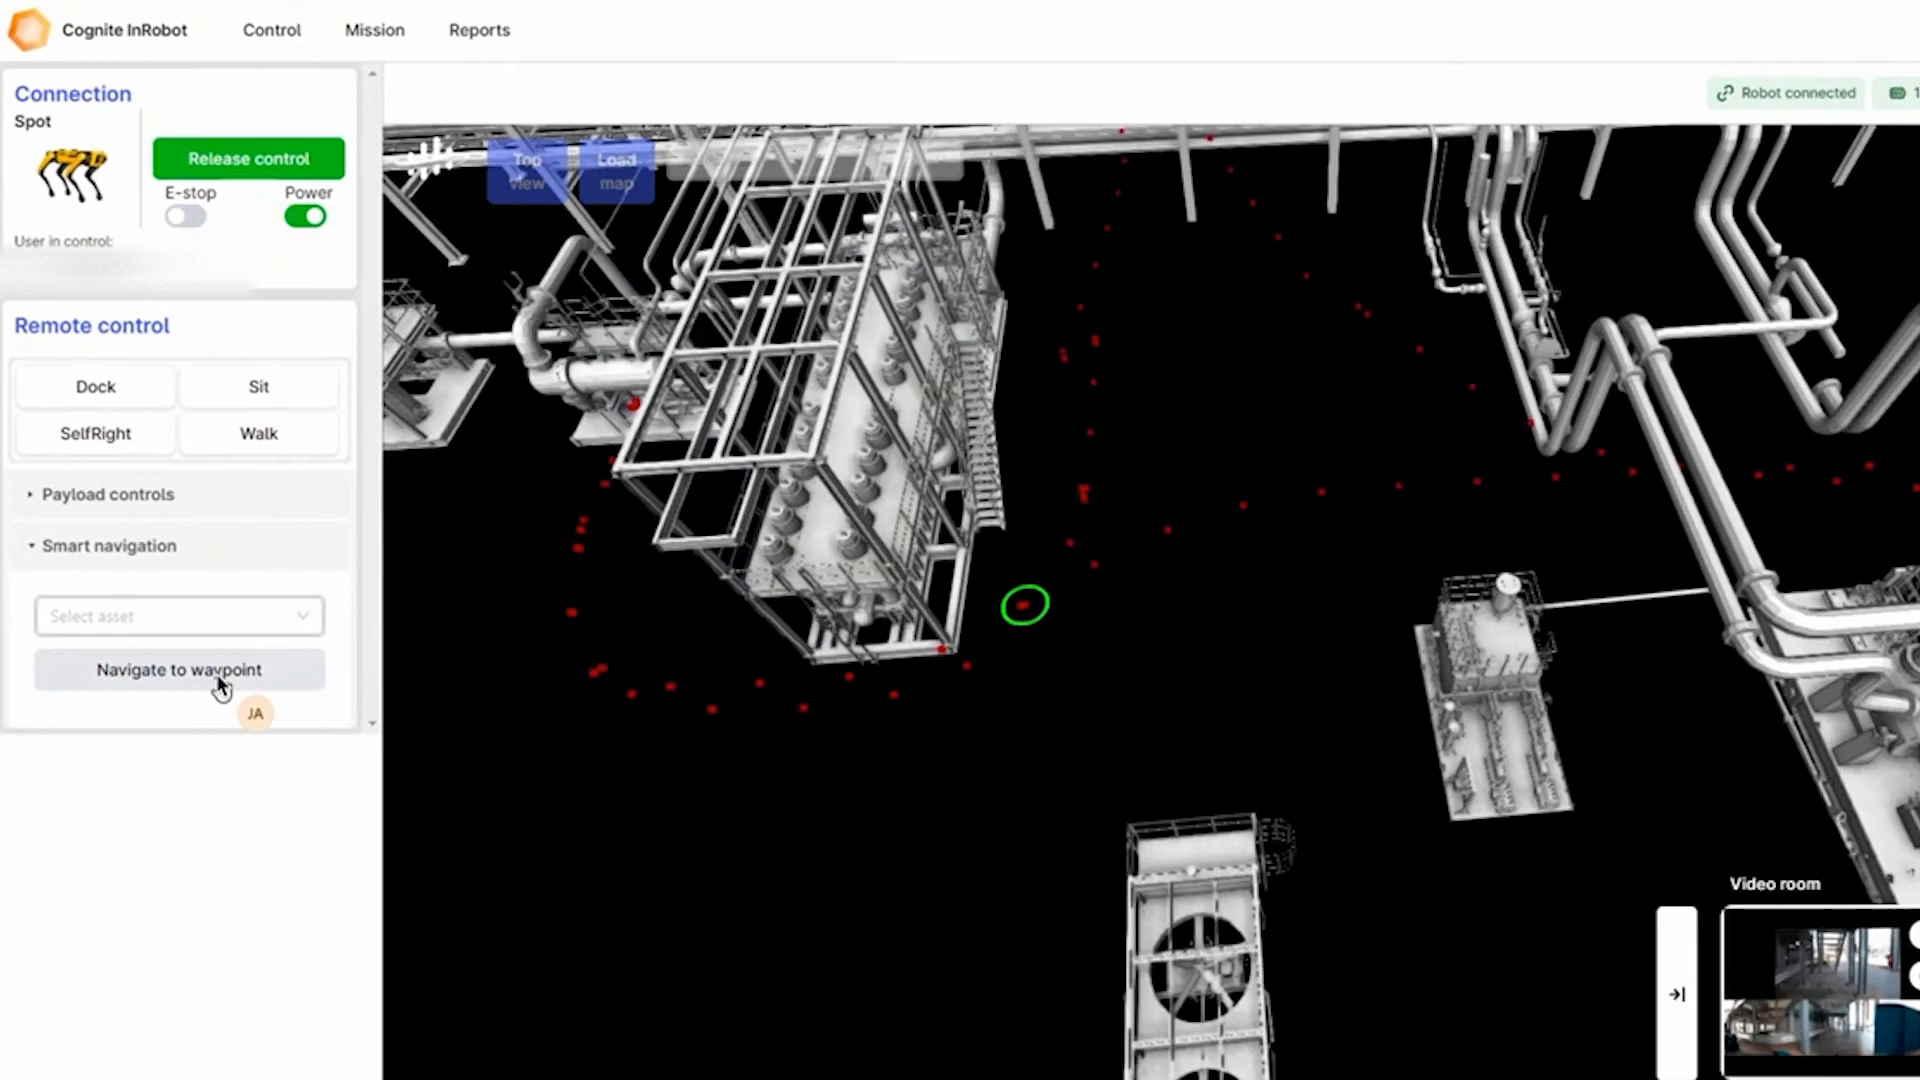 Cognite InRobot
Control
Mission
Reports
Connection
Spot
Release control
E-stop
Power
User in control:
Robot connected
1
Top view
Load map
Remote control
Dock
Sit
SelfRight
Walk
Payload controls
Smart navigation
Select asset
Navigate to waypoint
JA
Video room